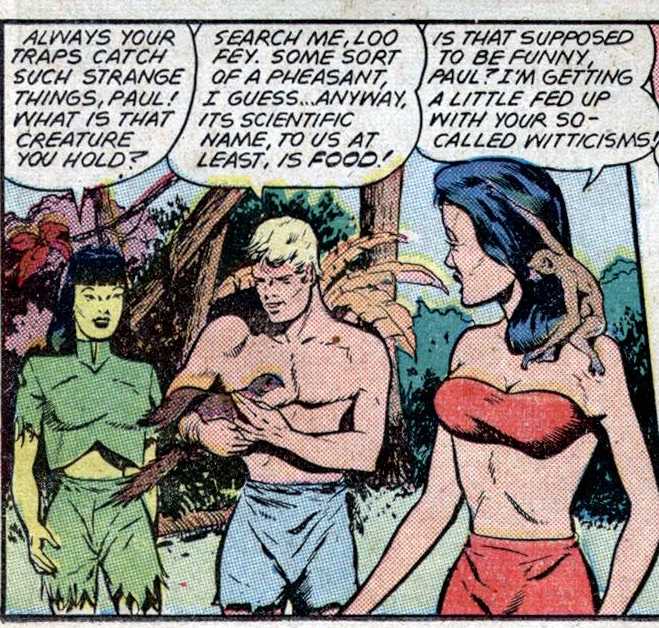 ALWAYS YOUR
TRAPS CATCH
SUCH STRANGE
THINGS, PAUL!
WHAT IS THAT
CREATURE
YOU HOLD?
SEARCH ME, LOO
FEY. SOME SORT
OF A PHEASANT,
I GUESS...ANYWAY,
ITS SCIENTIFIC
NAME, TO US AT
LEAST, IS FOOD!
IS THAT SUPPOSED
TO BE FUNNY,
PAUL? I'M GETTING
A LITTLE FED UP
WITH YOUR SO-
CALLED WITTICISMS!